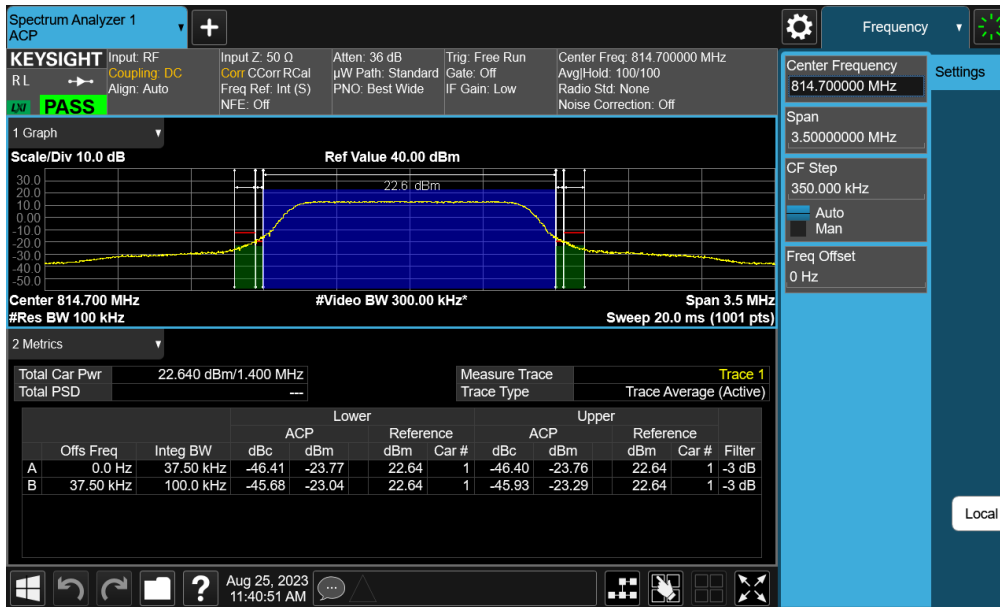 Spectrum Analyzer 1
ACP
Frequency
KEYSIGHT
R L
LXI
PASS
Input: RF
Coupling: DC
Align: Auto
Input Z: 50 Ω
Corr CCorr RCal
Freq Ref: Int (S)
NFE: Off
Atten: 36 dB
µW Path: Standard
PNO: Best Wide
Trig: Free Run
Gate: Off
IF Gain: Low
Center Freq: 814.700000 MHz
Avg|Hold: 100/100
Radio Std: None
Noise Correction: Off
1 Graph
Scale/Div 10.0 dB
Ref Value 40.00 dBm
22.6 dBm
30.0
20.0
10.0
0.00
-10.0
-20.0
-30.0
-40.0
-50.0
Center 814.700 MHz
#Video BW 300.00 kHz*
Span 3.5 MHz
#Res BW 100 kHz
Sweep 20.0 ms (1001 pts)
2 Metrics
Total Car Pwr 22.640 dBm/1.400 MHz
Total PSD ---
Measure Trace Trace 1
Trace Type Trace Average (Active)
Lower Upper
ACP Reference ACP Reference
Offs Freq Integ BW dBc dBm dBm Car # dBc dBm dBm Car # Filter
A 0.0 Hz 37.50 kHz -46.41 -23.77 22.64 1 -46.40 -23.76 22.64 1 -3 dB
B 37.50 kHz 100.0 kHz -45.68 -23.04 22.64 1 -45.93 -23.29 22.64 1 -3 dB
Aug 25, 2023
11:40:51 AM
Center Frequency
814.700000 MHz
Span
3.50000000 MHz
CF Step
350.000 kHz
Auto
Man
Freq Offset
0 Hz
Settings
Local